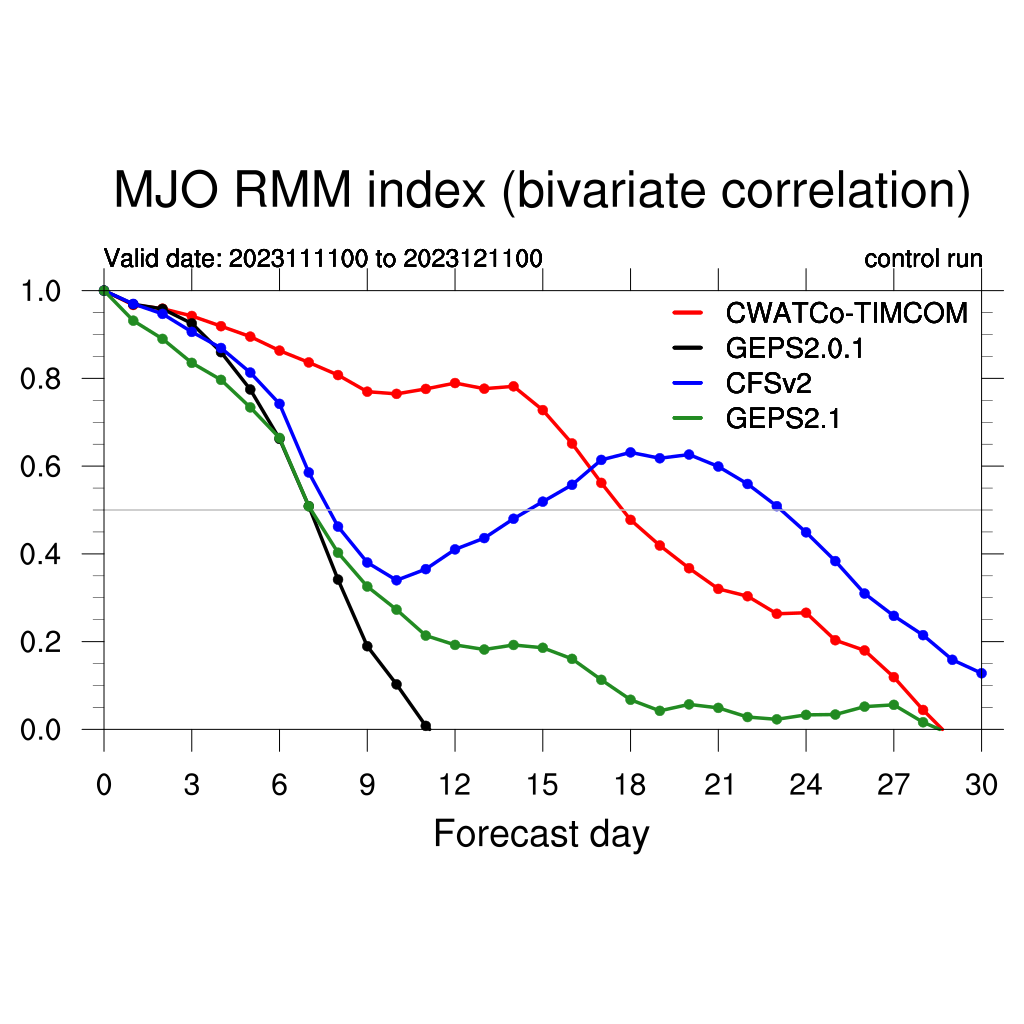 MJO RMM index (bivariate correlation)
Valid date: 2023111100 to 2023121100 control run
1.0
0.8
0.6
0.4
0.2
0.0
CWATCo-TIMCOM
GEPS2.0.1
CFSv2
GEPS2.1
0 3 6 9 12 15 18 21 24 27 30
Forecast day